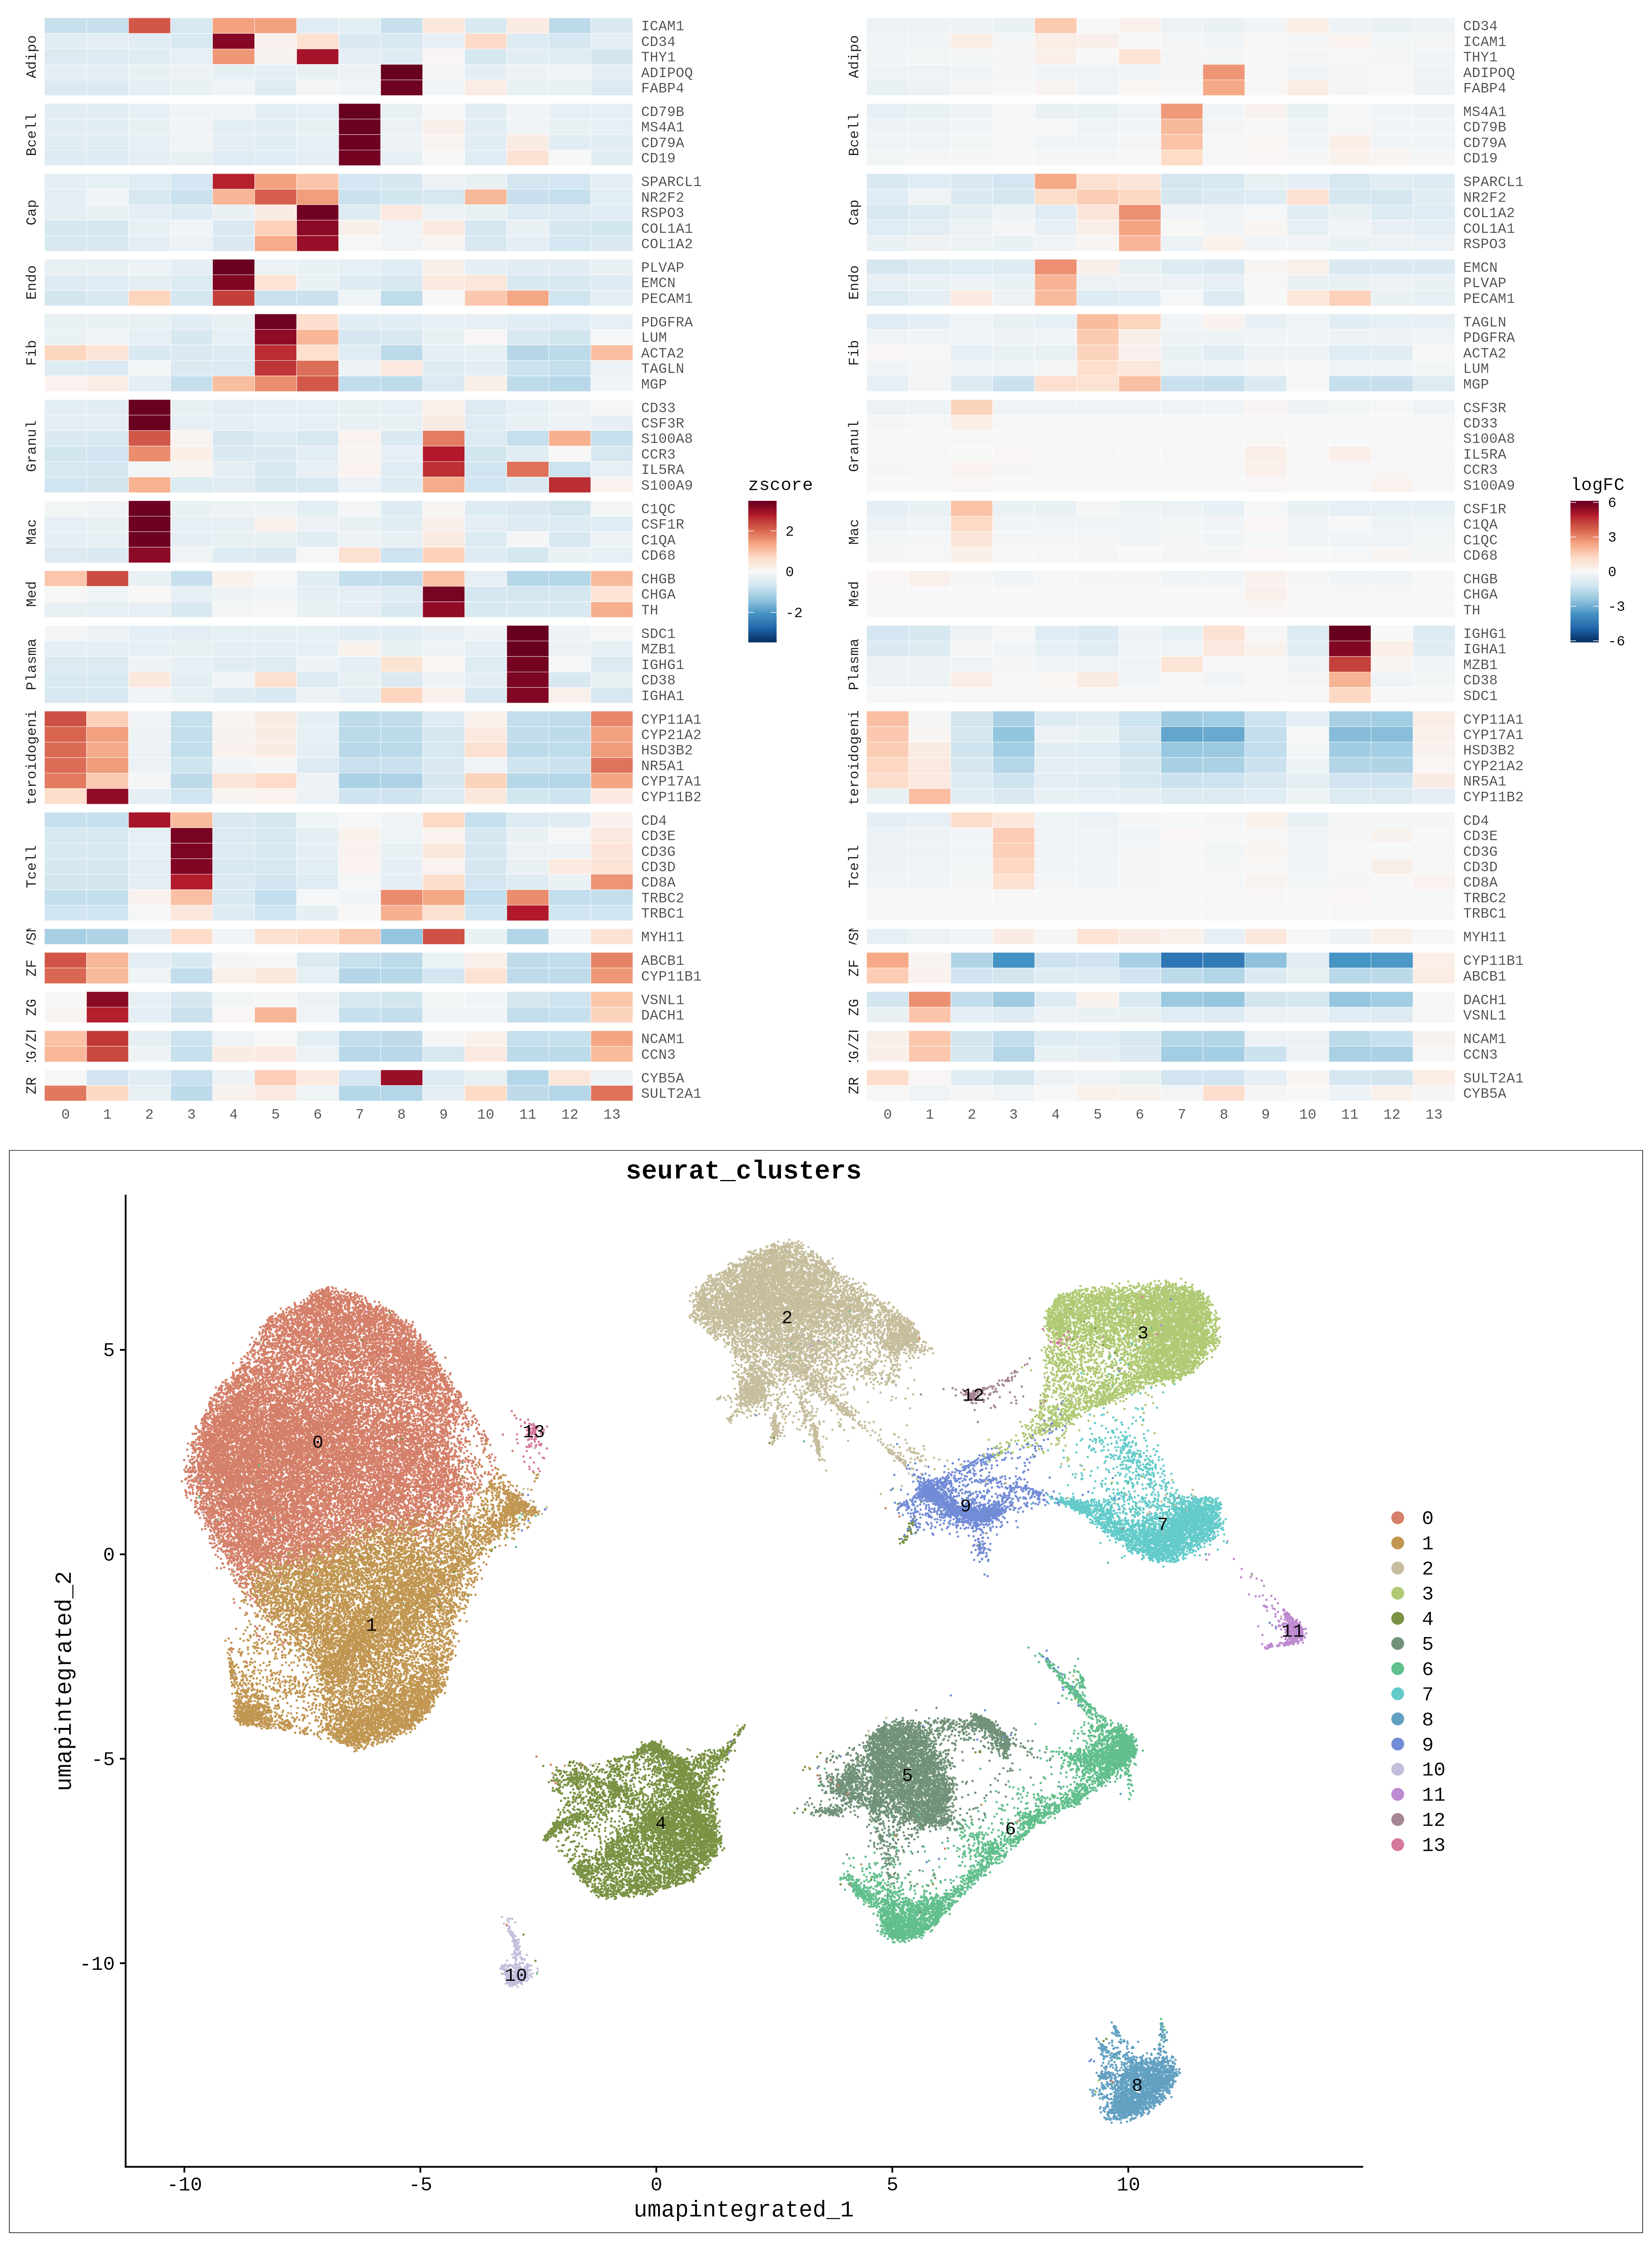 Adipo
ICAM1
CD34
THY1
ADIPOQ
FABP4
Bcell
CD79B
MS4A1
CD79A
CD19
Cap
SPARCL1
NR2F2
RSPO3
COL1A1
COL1A2
Endo
PLVAP
EMCN
PECAM1
Fib
PDGFRA
LUM
ACTA2
TAGLN
MGP
Granul
CD33
CSF3R
S100A8
CCR3
IL5RA
S100A9
Mac
C1QC
CSF1R
C1QA
CD68
Med
CHGB
CHGA
TH
Plasma
SDC1
MZB1
IGHG1
CD38
IGHA1
teroidogeni
CYP11A1
CYP21A2
HSD3B2
NR5A1
CYP17A1
CYP11B2
Tcell
CD4
CD3E
CD3G
CD3D
CD8A
TRBC2
TRBC1
MYH11
ZF
ABCB1
CYP11B1
ZG
VSNL1
DACH1
G/ZI
NCAM1
CCN3
ZR
CYB5A
SULT2A1
0 1 2 3 4 5 6 7 8 9 10 11 12 13
zscore
2
0
-2
Adipo
CD34
ICAM1
THY1
ADIPOQ
FABP4
Bcell
MS4A1
CD79B
CD79A
CD19
Cap
SPARCL1
NR2F2
COL1A2
COL1A1
RSPO3
Endo
EMCN
PLVAP
PECAM1
Fib
TAGLN
PDGFRA
ACTA2
LUM
MGP
Granul
CSF3R
CD33
S100A8
IL5RA
CCR3
S100A9
Mac
CSF1R
C1QA
C1QC
CD68
Med
CHGB
CHGA
TH
Plasma
IGHG1
IGHA1
MZB1
CD38
SDC1
teroidogeni
CYP11A1
CYP17A1
HSD3B2
CYP21A2
NR5A1
CYP11B2
Tcell
CD4
CD3E
CD3G
CD3D
CD8A
TRBC2
TRBC1
MYH11
ZF
CYP11B1
ABCB1
ZG
DACH1
VSNL1
G/ZI
NCAM1
CCN3
ZR
SULT2A1
CYB5A
0 1 2 3 4 5 6 7 8 9 10 11 12 13
logFC
6
3
0
-3
-6
seurat_clusters
umapintegrated_2
5
0
-5
-10
2
3
12
13
0
9
7
1
11
5
4
6
10
8
-10 -5 0 5 10
umapintegrated_1
0
1
2
3
4
5
6
7
8
9
10
11
12
13